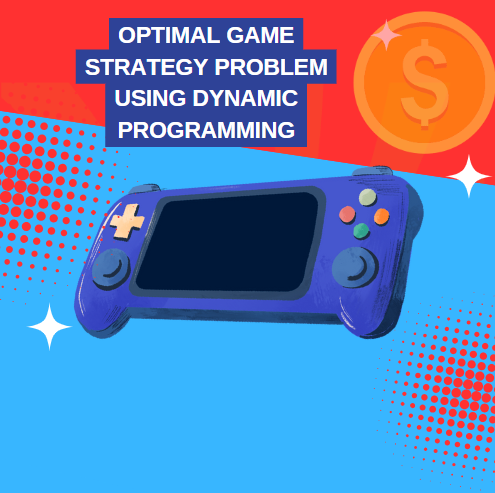 OPTIMAL GAME
STRATEGY PROBLEM
USING DYNAMIC
PROGRAMMING
$